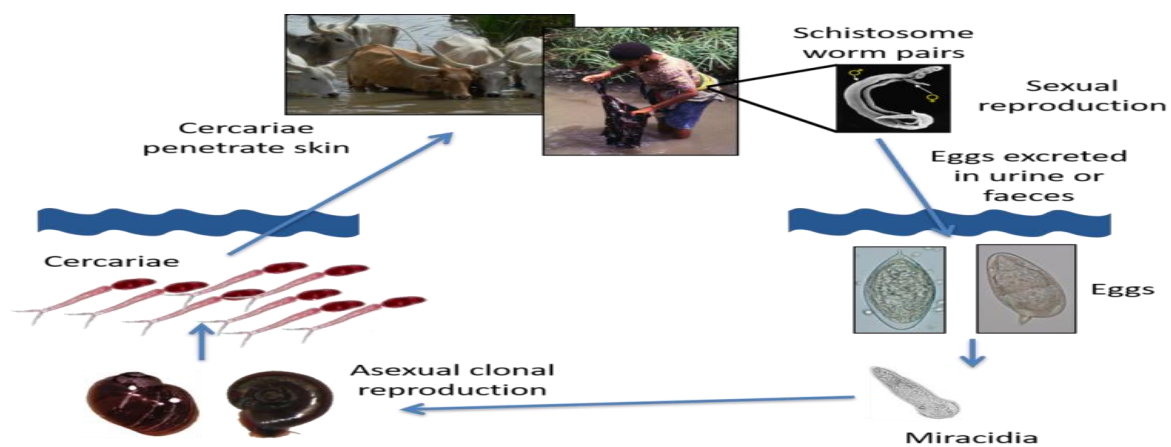 Schistosome
worm pairs
♂
♀
Sexual
reproduction
Cercariae
penetrate skin
Eggs excreted
in urine or
faeces
Cercariae
Eggs
Asexual clonal
reproduction
Miracidia